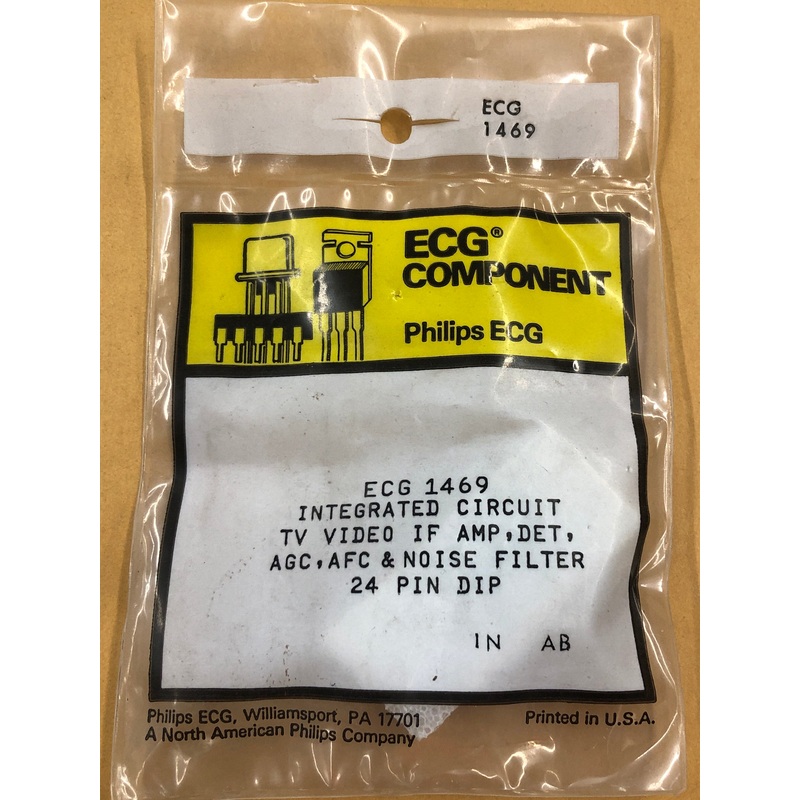 ECG
1469
ECG®
COMPONENT
Philips ECG
ECG 1469
INTEGRATED CIRCUIT
TV VIDEO IF AMP,DET,
AGC,AFC & NOISE FILTER
24 PIN DIP
IN AB
Philips ECG, Williamsport, PA 17701
A North American Philips Company
Printed in U.S.A.